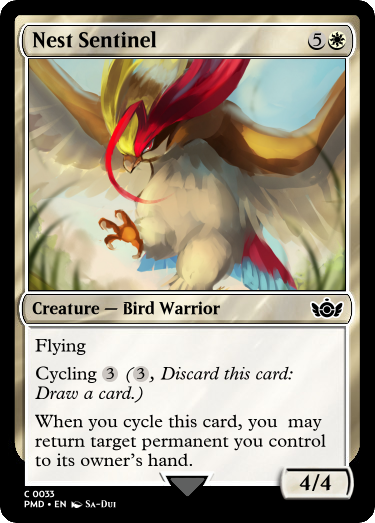 Nest Sentinel 5
Creature — Bird Warrior
Flying
Cycling 3 (3, Discard this card:
Draw a card.)
When you cycle this card, you  may
return target permanent you control
to its owner's hand.
4/4
C 0033
PMD • EN Sa-Dui